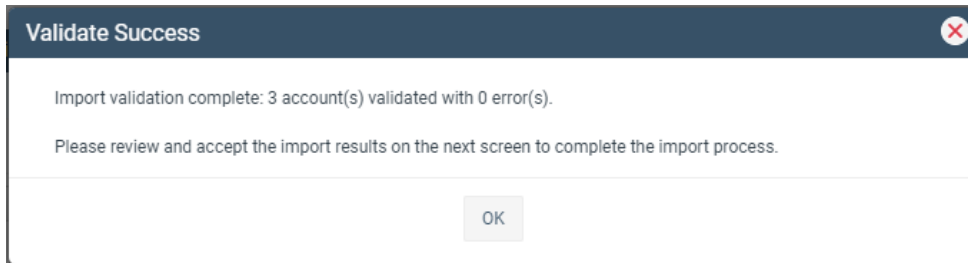 Validate Success
Import validation complete: 3 account(s) validated with 0 error(s).
Please review and accept the import results on the next screen to complete the import process.
OK